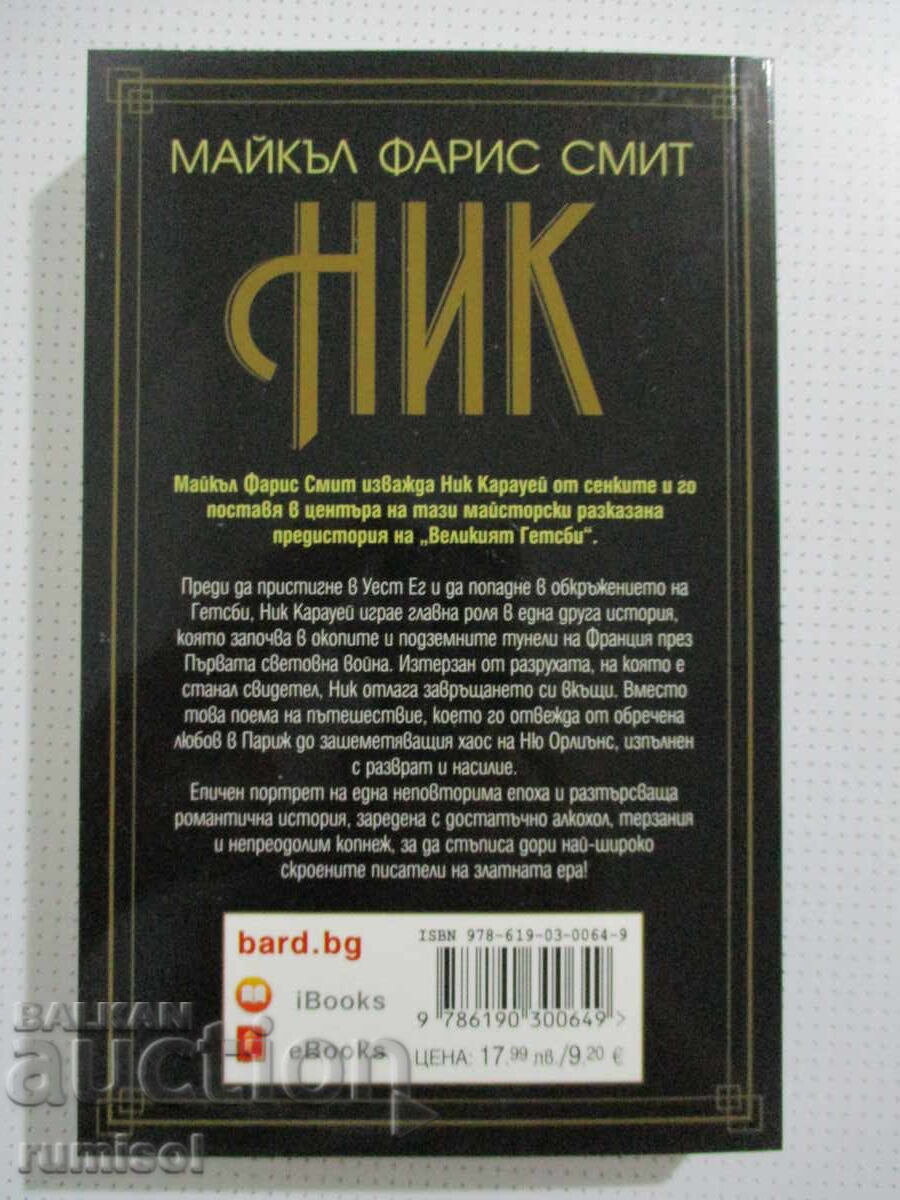 МАЙКЪЛ ФАРИС СМИТ
НИК
Майкъл Фарис Смит изважда Ник Карауей от сенките и го
поставя в центъра на тази майсторски разказана
предистория на „Великият Гетсби“.
Преди да пристигне в Уест Ег и да попадне в обкръжението на
Гетсби, Ник Карауей играе главна роля в една друга история,
която започва в окопите и подземните тунели на Франция през
Първата световна война. Изтерзан от разрухата, на която е
станал свидетел, Ник отлага завръщането си вкъщи. Вместо
това поема на пътешествие, което го отвежда от обречена
любов в Париж до зашеметяващия хаос на Ню Орлиънс, изпълнен
с разврат и насилие.
Епичен портрет на една неповторима епоха и разтърсваща
романтична история, заредена с достатъчно алкохол, терзания
и непреодолим копнеж, за да стъписа дори най-широко
скроените писатели на златната ера!
bard.bg
iBooks
eBooks
ISBN 978-619-03-0064-9
9 786190 300649 >
ЦЕНА: 17.99 лв./9.20 €
BALKAN
auction
rumisol